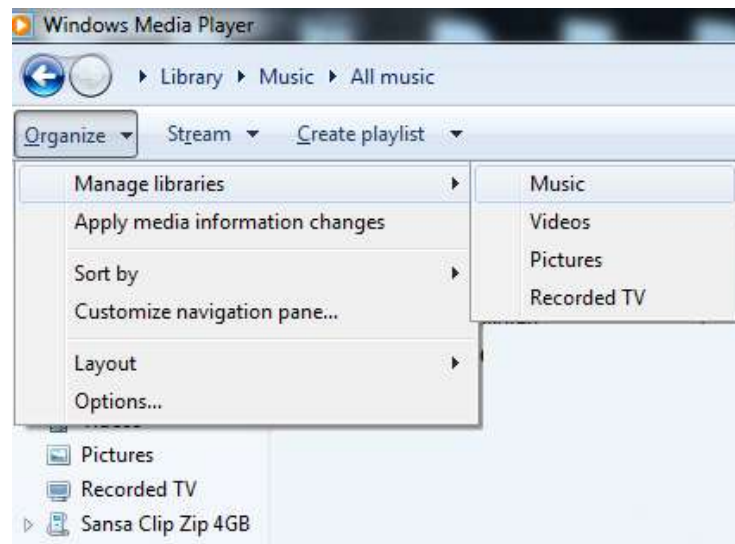 Windows Media Player
Library Music All music
Organize Stream Create playlist
Manage libraries
Music
Apply media information changes
Videos
Pictures
Sort by
Recorded TV
Customize navigation pane...
Layout
Options...
Pictures
Recorded TV
Sansa Clip Zip 4GB